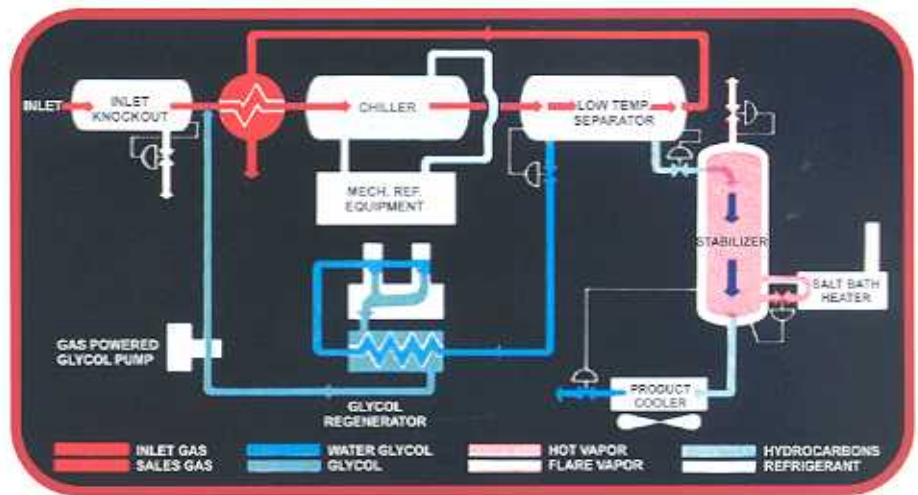 INLET
INLET
KNOCKOUT
CHILLER
LOW TEMP
SEPARATOR
MECH. REF.
EQUIPMENT
STABILIZER
SALT BATH
HEATER
GAS POWERED
GLYCOL PUMP
GLYCOL
REGENERATOR
PRODUCT
COOLER
INLET GAS
SALES GAS
WATER GLYCOL
GLYCOL
HOT VAPOR
FLARE VAPOR
HYDROCARBONS
REFRIGERANT